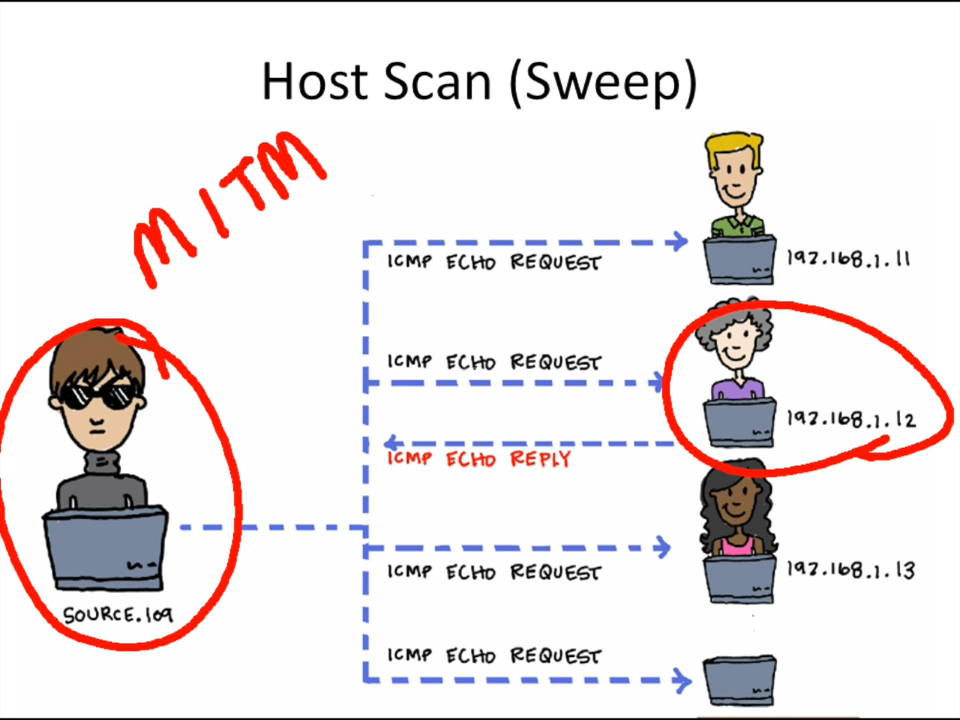 Host Scan (Sweep)
MITM
ICMP ECHO REQUEST
192.168.1.11
ICMP ECHO REQUEST
192.168.1.12
ICMP ECHO REPLY
ICMP ECHO REQUEST
192.168.1.13
SOURCE.109
ICMP ECHO REQUEST